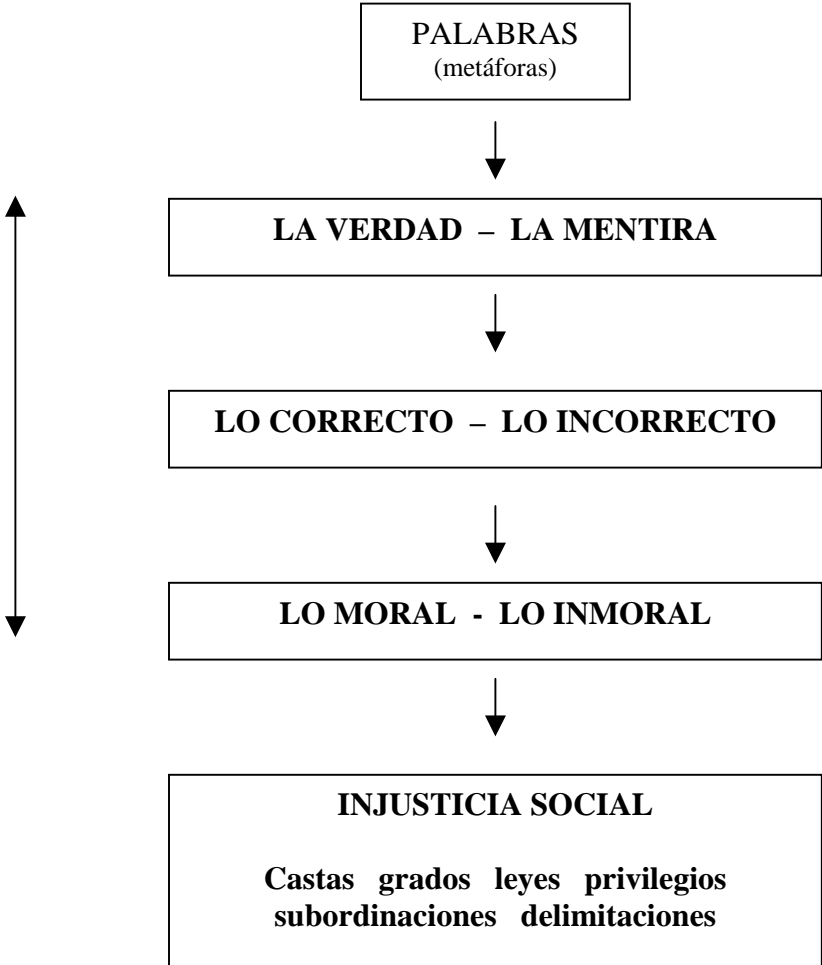 PALABRAS
(metáforas)
LA VERDAD – LA MENTIRA
LO CORRECTO – LO INCORRECTO
LO MORAL - LO INMORAL
INJUSTICIA SOCIAL
Castas grados leyes privilegios
subordinaciones delimitaciones